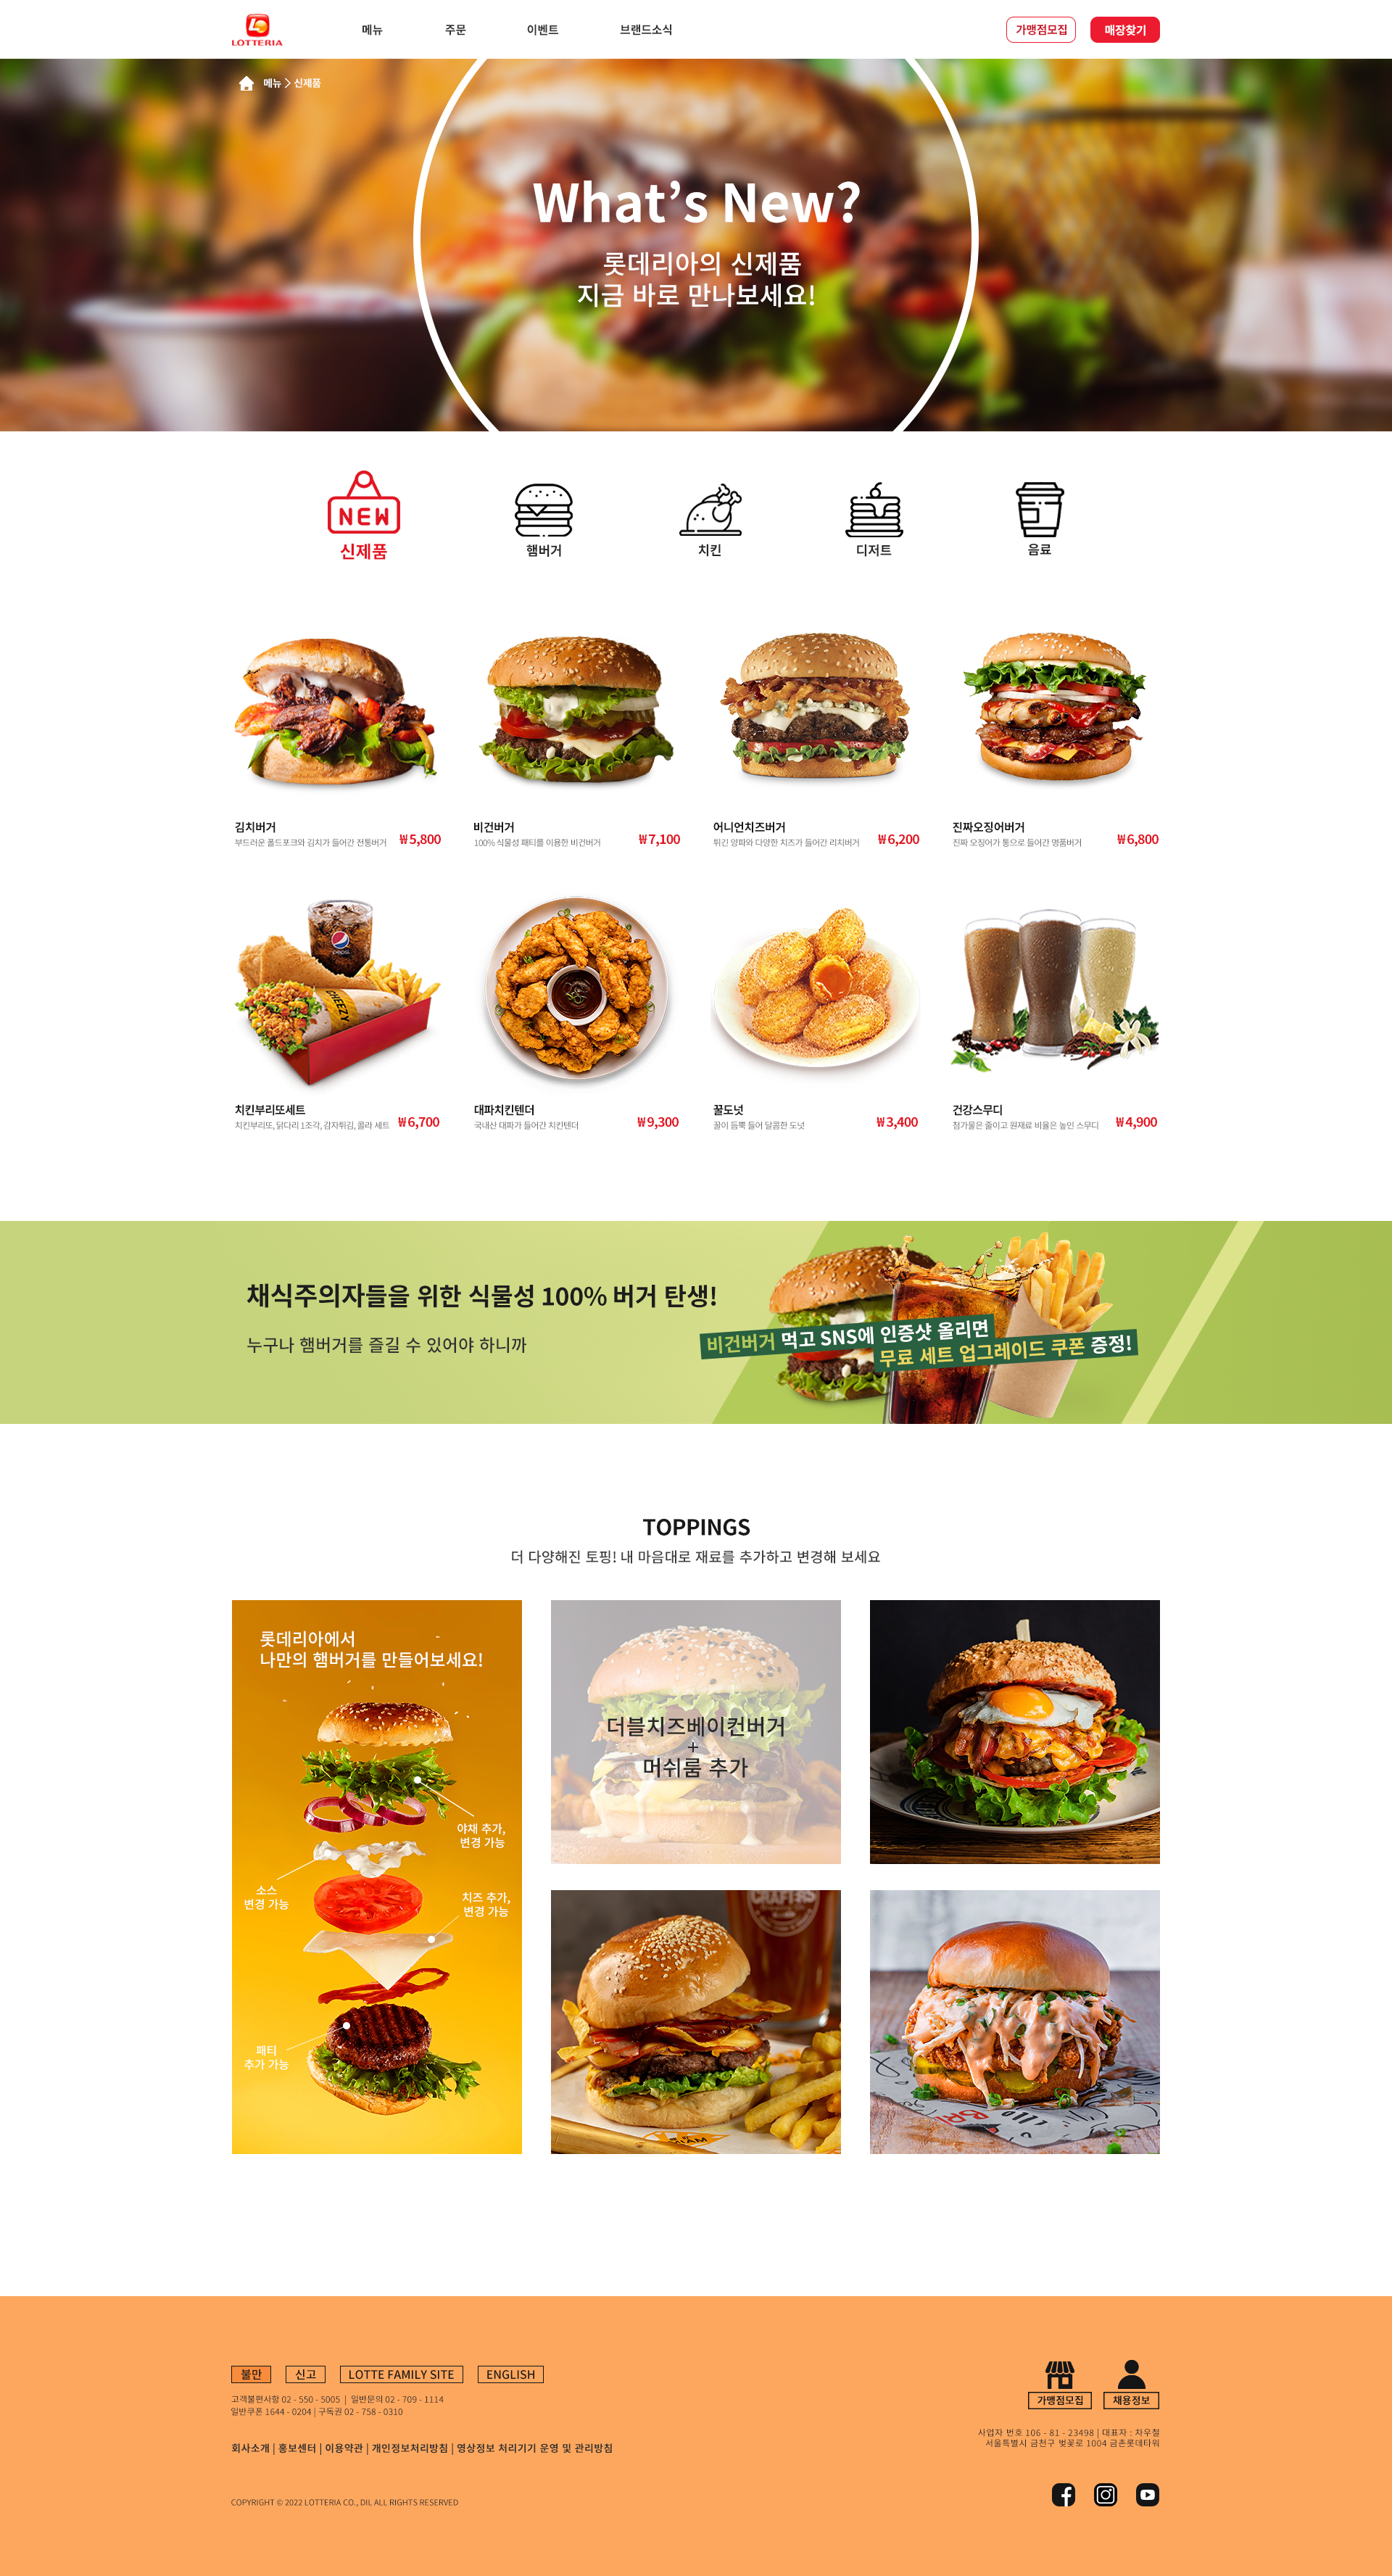 LOTTERIA
메뉴
주문
이벤트
브랜드소식
가맹점모집
매장찾기
메뉴 > 신제품
What's New?
롯데리아의 신제품
지금 바로 만나보세요!
NEW
신제품
햄버거
치킨
디저트
음료
김치버거
부드러운 폴드포크와 김치가 들어간 전통버거
₩5,800
비건버거
100% 식물성 패티를 이용한 비건버거
₩7,100
어니언치즈버거
튀긴 양파와 다양한 치즈가 들어간 리치버거
₩6,200
진짜오징어버거
진짜 오징어가 통으로 들어간 명품버거
₩6,800
pepsi
CHEEZY
치킨부리또세트
치킨부리또, 닭다리 1조각, 감자튀김, 콜라 세트
₩6,700
대파치킨텐더
국내산 대파가 들어간 치킨텐더
₩9,300
꿀도넛
꿀이 듬뿍 들어 달콤한 도넛
₩3,400
건강스무디
첨가물은 줄이고 원재료 비율은 높인 스무디
₩4,900
채식주의자들을 위한 식물성 100% 버거 탄생!
누구나 햄버거를 즐길 수 있어야 하니까
비건버거 먹고 SNS에 인증샷 올리면
무료 세트 업그레이드 쿠폰 증정!
TOPPINGS
더 다양해진 토핑! 내 마음대로 재료를 추가하고 변경해 보세요
롯데리아에서
나만의 햄버거를 만들어보세요!
야채 추가,
변경 가능
소스
변경 가능
치즈 추가,
변경 가능
패티
추가 가능
더블치즈베이컨버거
+
머쉬룸 추가
CRAFTERS
불만
신고
LOTTE FAMILY SITE
ENGLISH
고객불편사항 02 - 550 - 5005 | 일반문의 02 - 709 - 1114
일반쿠폰 1644 - 0204 | 구독권 02 - 758 - 0310
회사소개 | 홍보센터 | 이용약관 | 개인정보처리방침 | 영상정보 처리기기 운영 및 관리방침
COPYRIGHT © 2022 LOTTERIA CO., DIL ALL RIGHTS RESERVED
가맹점모집
채용정보
사업자 번호 106 - 81 - 23498 | 대표자 : 차우철
서울특별시 금천구 벚꽃로 1004 금촌롯데타워